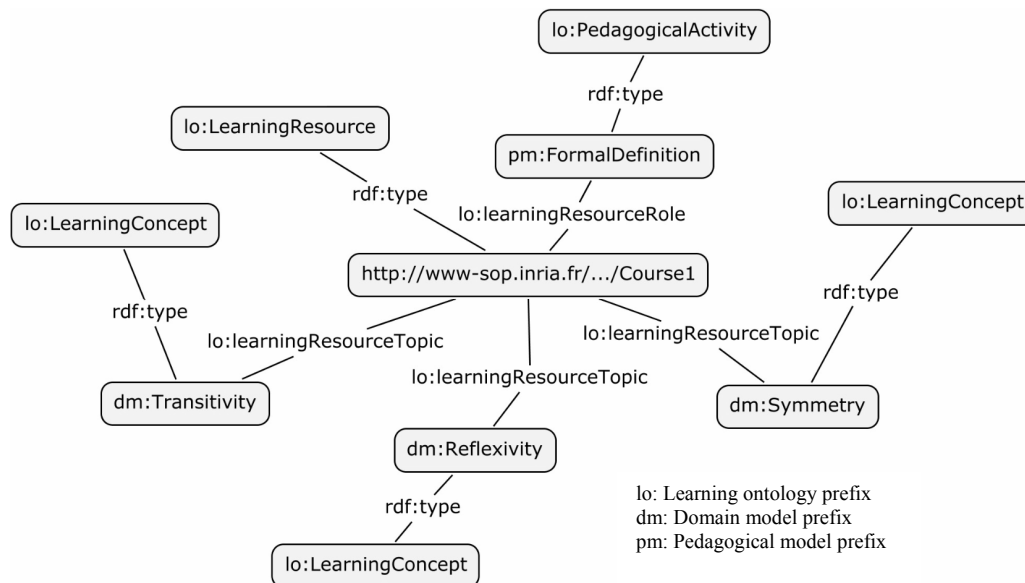 lo:PedagogicalActivity
rdf:type
lo:LearningResource
pm:FormalDefinition
rdf:type
lo:LearningConcept
lo:LearningConcept
lo:learningResourceRole
http://www-sop.inria.fr/.../Course1
rdf:type
rdf:type
lo:learningResourceTopic
lo:learningResourceTopic
lo:learningResourceTopic
dm:Transitivity
dm:Symmetry
dm:Reflexivity
rdf:type
lo:LearningConcept
lo: Learning ontology prefix
dm: Domain model prefix
pm: Pedagogical model prefix